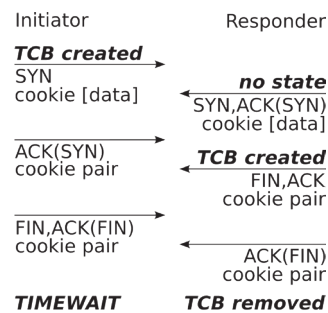 Initiator
Responder
TCB created
SYN
cookie [data]
no state
SYN,ACK(SYN)
cookie [data]
ACK(SYN)
cookie pair
TCB created
FIN,ACK
cookie pair
FIN,ACK(FIN)
cookie pair
ACK(FIN)
cookie pair
TIMEWAIT
TCB removed